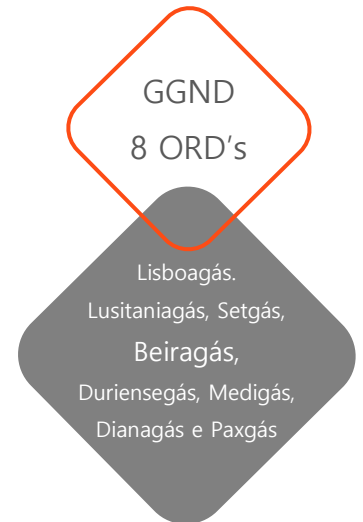 GGND
8 ORD's
Lisboagás.
Lusitaniagás, Setgás,
Beiragás,
Duriensegás, Medigás,
Dianagás e Paxgás